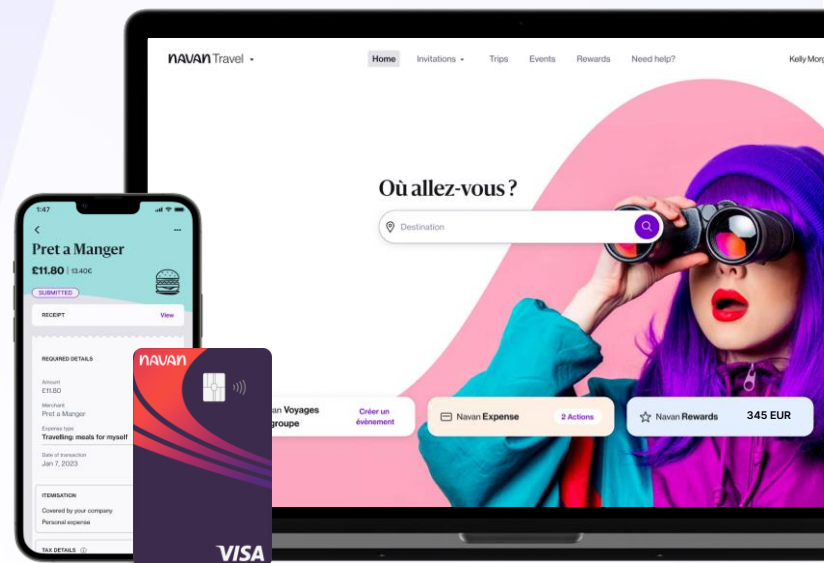 NAVAN Travel
Home
Invitations
Trips
Events
Rewards
Need help?
Kelly Morg
Où allez-vous ?
Destination
an Voyages
groupe
Créer un
évènement
Navan Expense
2 Actions
Navan Rewards
345 EUR
1:47
Pret a Manger
£11.80 | 13.40€
SUBMITTED
RECEIPT
View
REQUIRED DETAILS
Amount
£11.80
Merchant
Pret a Manger
Expense type
Travelling: meals for myself
Date of transaction
Jan 7, 2023
ITEMISATION
Covered by your company
Personal expense
TAX DETAILS
NAVAN
VISA